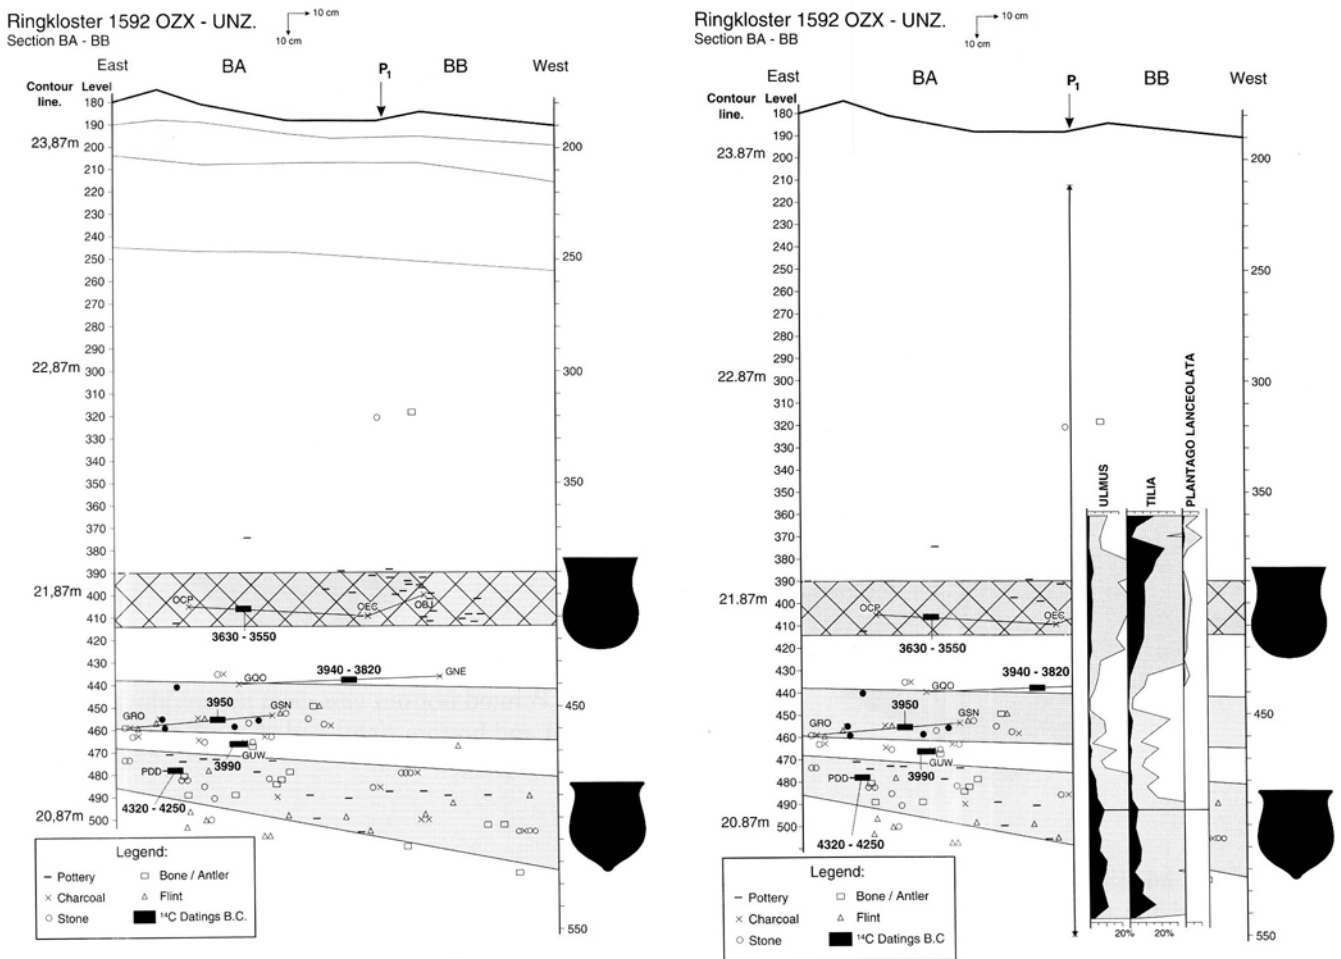 Ringkloster 1592 OZX - UNZ.
10 cm
Section BA - BB
10 cm
East BA P1 BB West
Contour Level
line.
180
190
23,87m 200 200
210
220
230
240
250 250
260
270
280
290
22,87m 300 300
310
320
330
340
350 350
360
370
380
390
21,87m 400
OCP OEC OBJ
410
3630 - 3550
420
430
3940 - 3820 GNE
GQO
440
3950
450 GSN 450
GRO
460
470 GUW
3990
480 PDD
490
4320 - 4250
20,87m 500
550
Legend:
Pottery Bone / Antler
Charcoal Flint
Stone 14C Datings B.C.
Ringkloster 1592 OZX - UNZ.
10 cm
Section BA - BB
10 cm
East BA P1 BB West
Contour Level
line.
180
190
23.87m 200 200
210
220
230
240
250 250
260
270
280
290
22.87m 300 300
310
320
330
340
350 350
ULMUS
TILIA
PLANTAGO LANCEOLATA
360
370
380
390
21.87m 400
OCP OEC
410
3630 - 3550
420
430
3940 - 3820
GQO
440
3950
450 GSN 450
GRO
460
GUW
470
3990
480 PDD
490
20.87m 500
4320 - 4250
20% 20%
550
Legend:
Pottery Bone / Antler
Charcoal Flint
Stone 14C Datings B.C